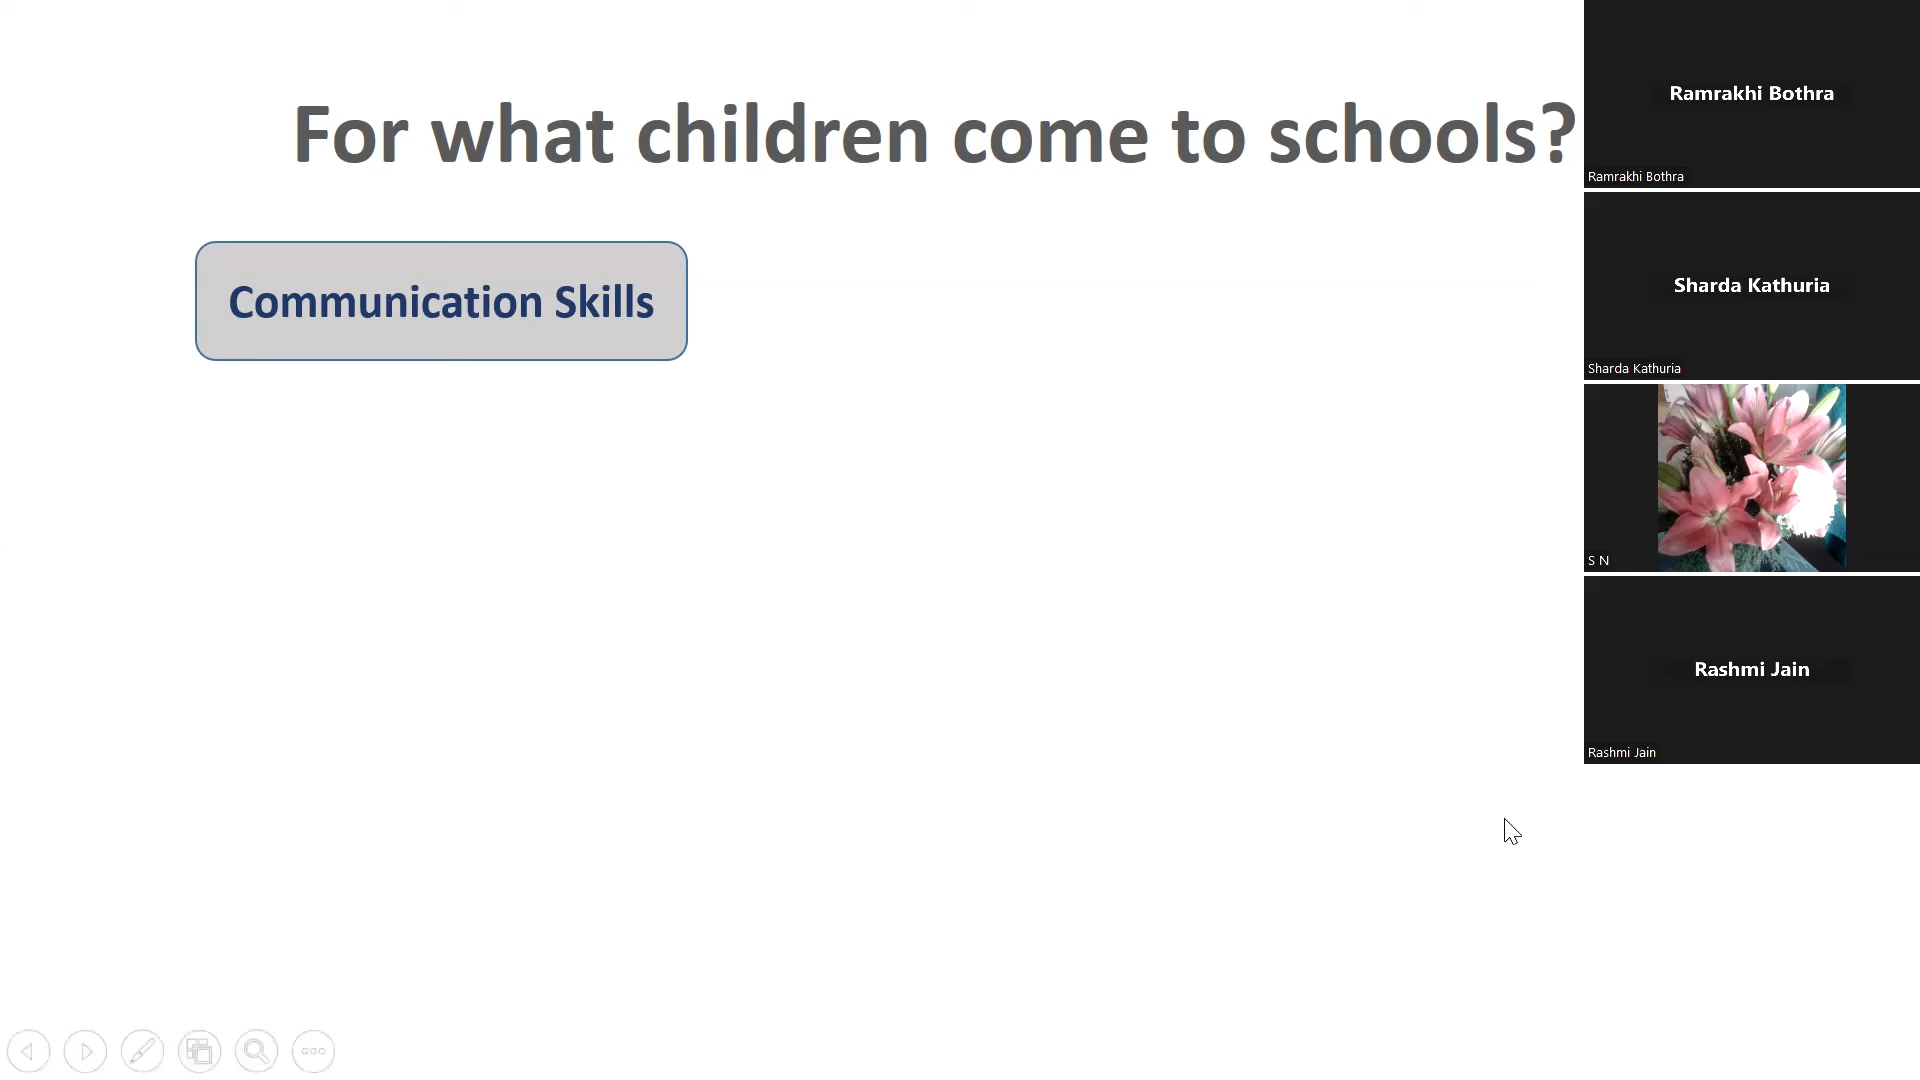 For what children come to schools?
Communication Skills
Ramrakhi Bothra
Ramrakhi Bothra
Sharda Kathuria
Sharda Kathuria
S N
Rashmi Jain
Rashmi Jain